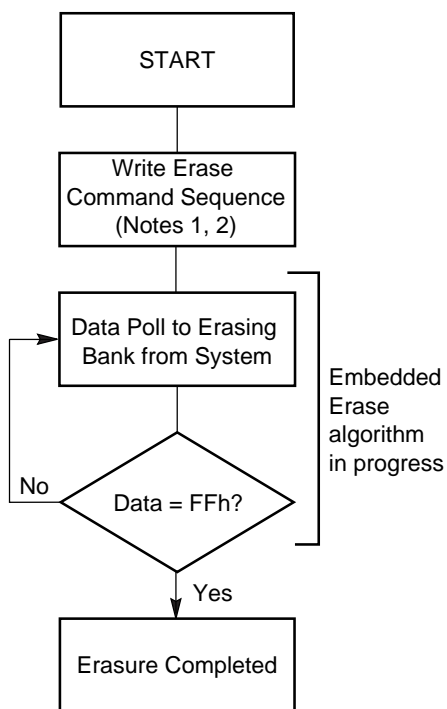 START
Write Erase
Command Sequence
(Notes 1, 2)
Data Poll to Erasing
Bank from System
Embedded
Erase
algorithm
in progress
No
Data = FFh?
Yes
Erasure Completed